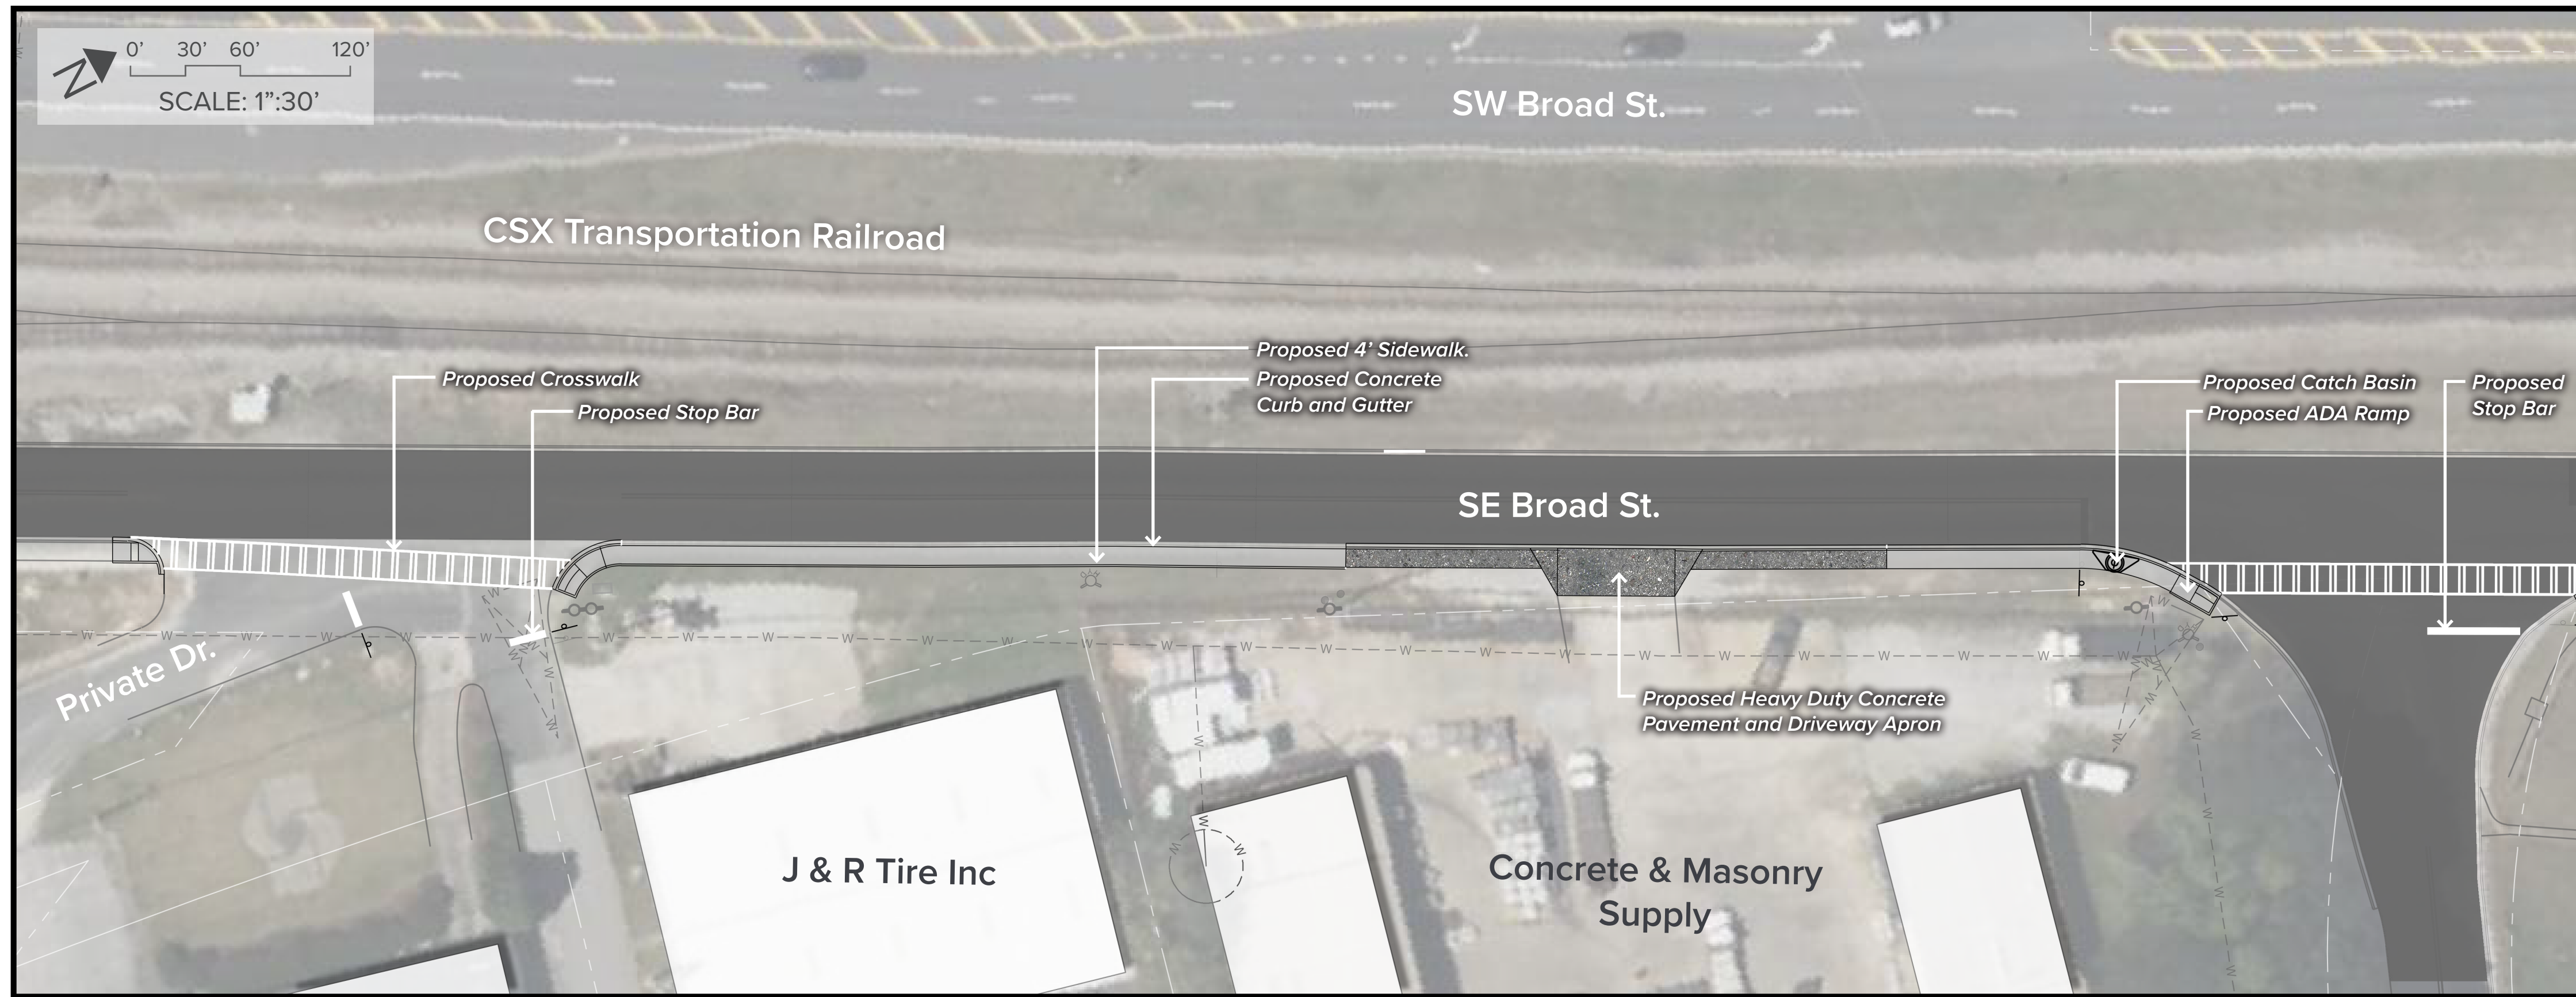 0’ 30’ 60’ 120’
N
SCALE: 1”:30’
SW Broad St.
CSX Transportation Railroad
Proposed 4’ Sidewalk.
Proposed Concrete
Curb and Gutter
Proposed Crosswalk
Proposed Stop Bar
Proposed Catch Basin
Proposed ADA Ramp
Proposed
Stop Bar
SE Broad St.
Private Dr.
W W W W W W W W W W W W W W W W W W W W W W W W W W
Proposed Heavy Duty Concrete
Pavement and Driveway Apron
J & R Tire Inc
Concrete & Masonry
Supply